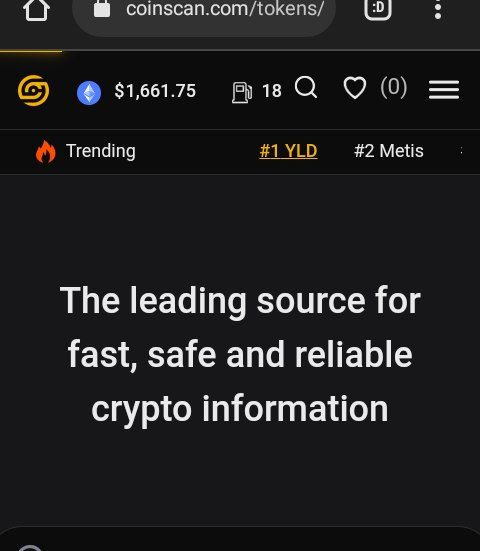 coinscan.com/tokens/ :D
$1,661.75 18 (0)
Trending #1 YLD #2 Metis
The leading source for
fast, safe and reliable
crypto information